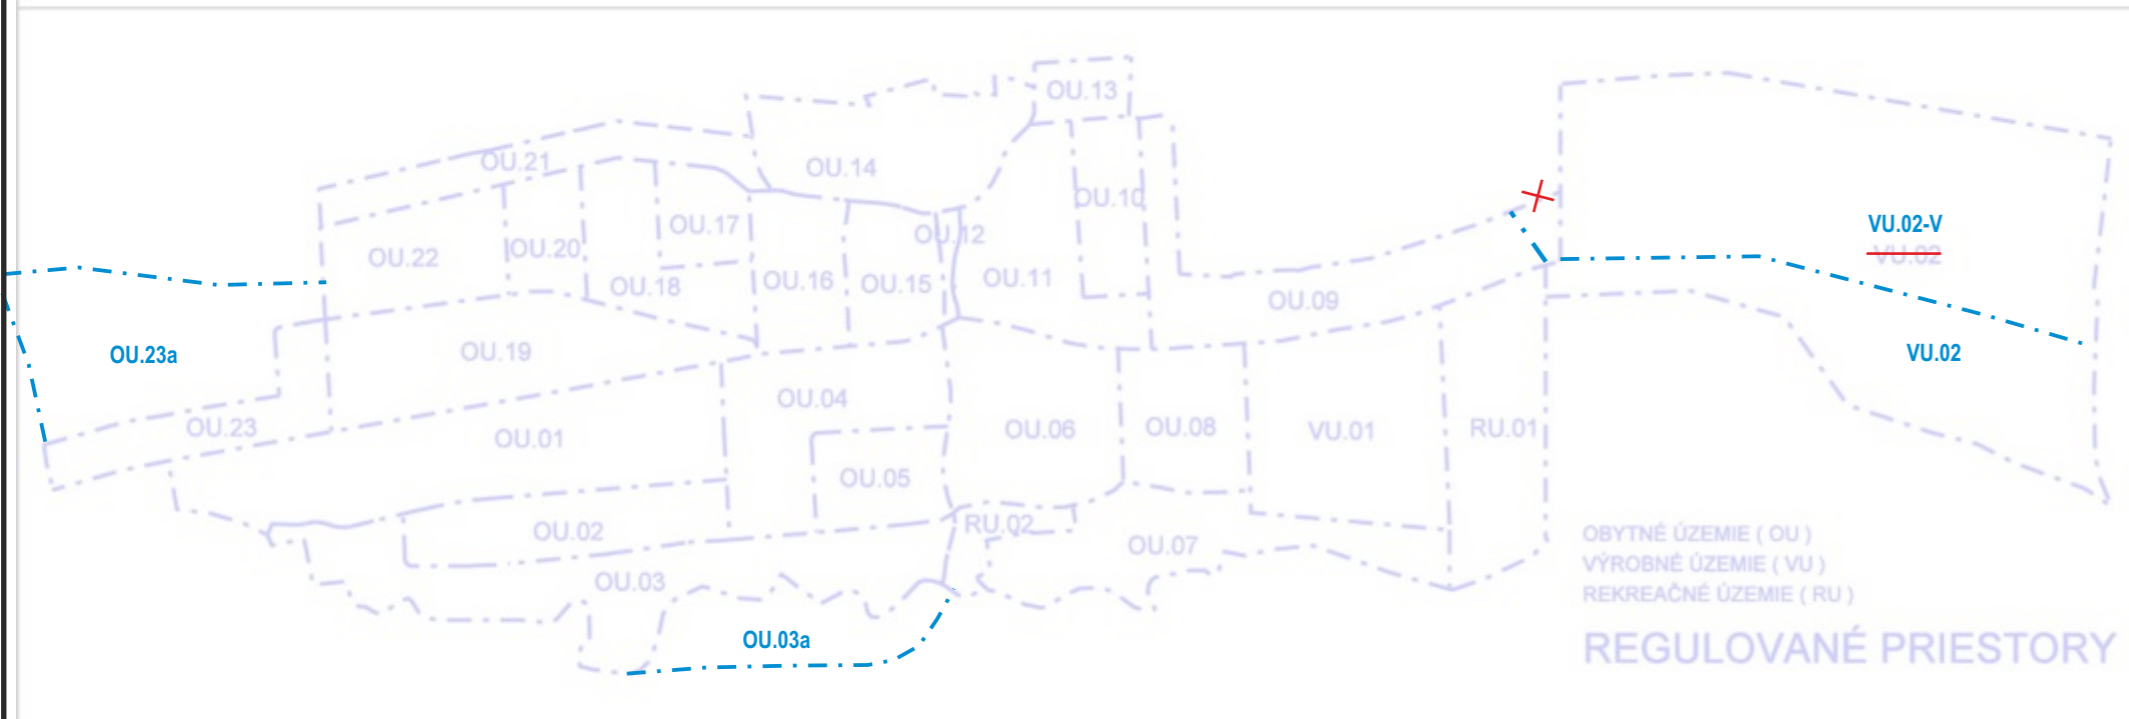 OU.13
OU.21
OU.14
OU.10
OU.17
VU.02-V
OU.22
OU.20
OU.12
VU.02
OU.18
OU.16
OU.15
OU.11
OU.09
OU.23a
OU.19
VU.02
OU.04
OU.23
OU.01
OU.06
OU.08
VU.01
RU.01
OU.05
OU.02
RU.02
OU.07
OBYTNÉ ÚZEMIE ( OU )
VÝROBNÉ ÚZEMIE ( VU )
OU.03
REKREAČNÉ ÚZEMIE ( RU )
OU.03a
REGULOVANÉ PRIESTORY